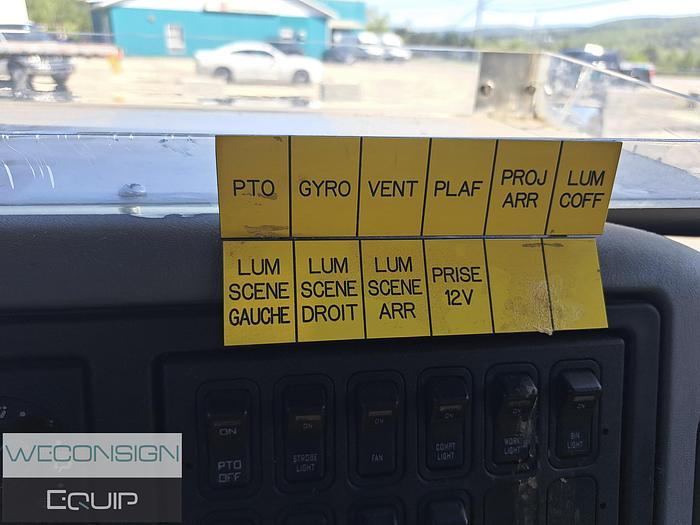 PTO
GYRO
VENT
PLAF
PROJ
ARR
LUM
COFF
LUM
SCENE
GAUCHE
LUM
SCENE
DROIT
LUM
SCENE
ARR
PRISE
12V
ON
PTO
OFF
ON
STROBE
LIGHT
ON
FAN
ON
COMPT
LIGHT
ON
WORK
LIGHT
ON
BIN
LIGHT
WECONSIGN
EQUIP